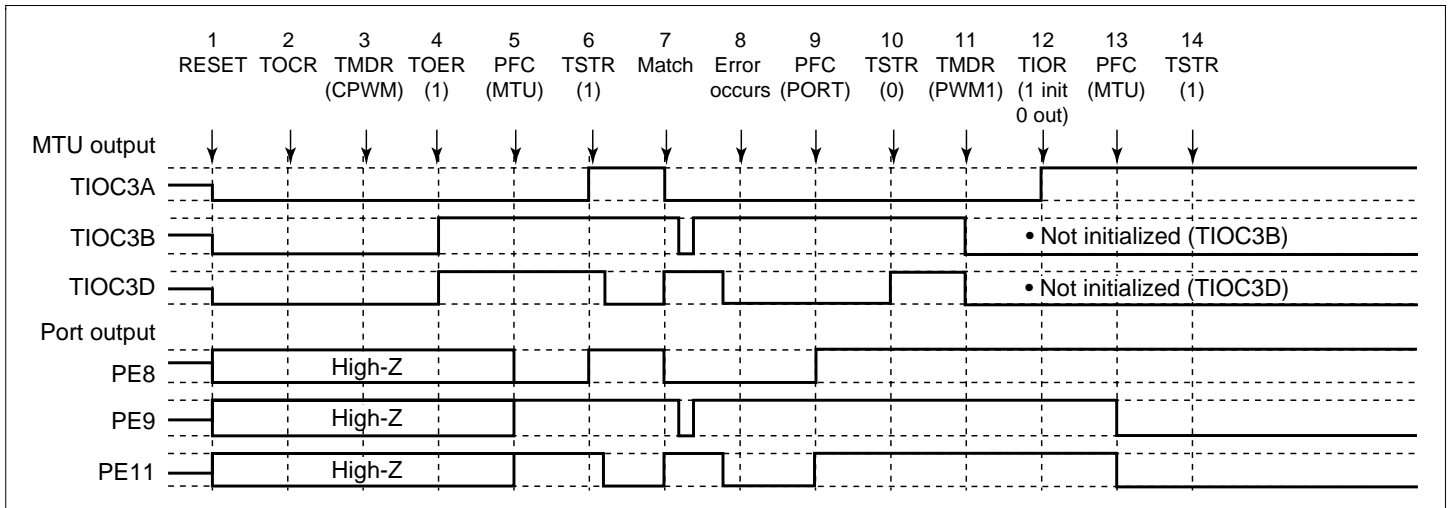 1 2 3 4 5 6 7 8 9 10 11 12 13 14
RESET TOCR TMDR TOER PFC TSTR Match Error PFC TSTR TMDR TIOR PFC TSTR
(CPWM) (1) (MTU) (1) occurs (PORT) (0) (PWM1) (1 init (MTU) (1)
0 out)
MTU output
TIOC3A
TIOC3B • Not initialized (TIOC3B)
TIOC3D • Not initialized (TIOC3D)
Port output
PE8 High-Z
PE9 High-Z
PE11 High-Z